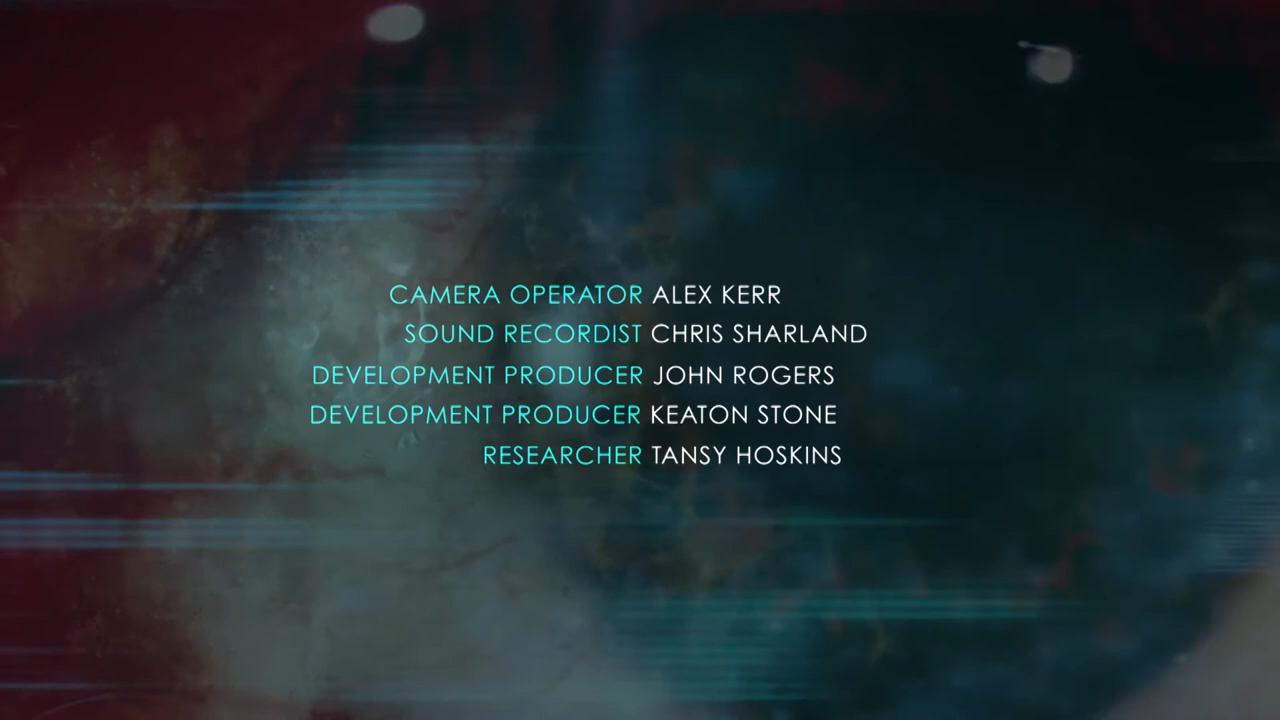 CAMERA OPERATOR ALEX KERR
SOUND RECORDIST CHRIS SHARLAND
DEVELOPMENT PRODUCER JOHN ROGERS
DEVELOPMENT PRODUCER KEATON STONE
RESEARCHER TANSY HOSKINS